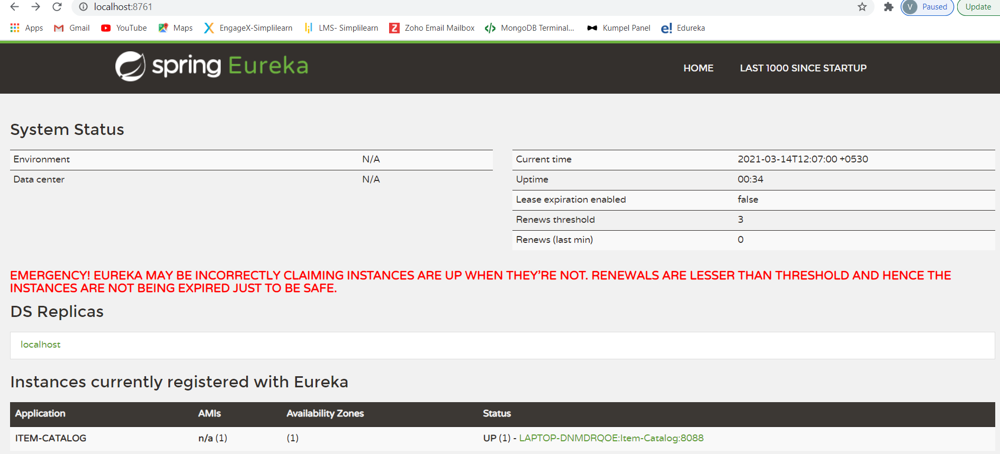 localhost:8761
V Paused Update
Apps Gmail YouTube Maps EngageX-Simplilearn LMS- Simplilearn Zoho Email Mailbox MongoDB Terminal... Kumpel Panel e! Edureka
spring Eureka HOME LAST 1000 SINCE STARTUP
System Status
Environment N/A
Data center N/A
Current time 2021-03-14T12:07:00 +0530
Uptime 00:34
Lease expiration enabled false
Renews threshold 3
Renews (last min) 0
EMERGENCY! EUREKA MAY BE INCORRECTLY CLAIMING INSTANCES ARE UP WHEN THEY'RE NOT. RENEWALS ARE LESSER THAN THRESHOLD AND HENCE THE
INSTANCES ARE NOT BEING EXPIRED JUST TO BE SAFE.
DS Replicas
localhost
Instances currently registered with Eureka
Application AMIs Availability Zones Status
ITEM-CATALOG n/a (1) (1) UP (1) - LAPTOP-DNMDRQOE:Item-Catalog:8088